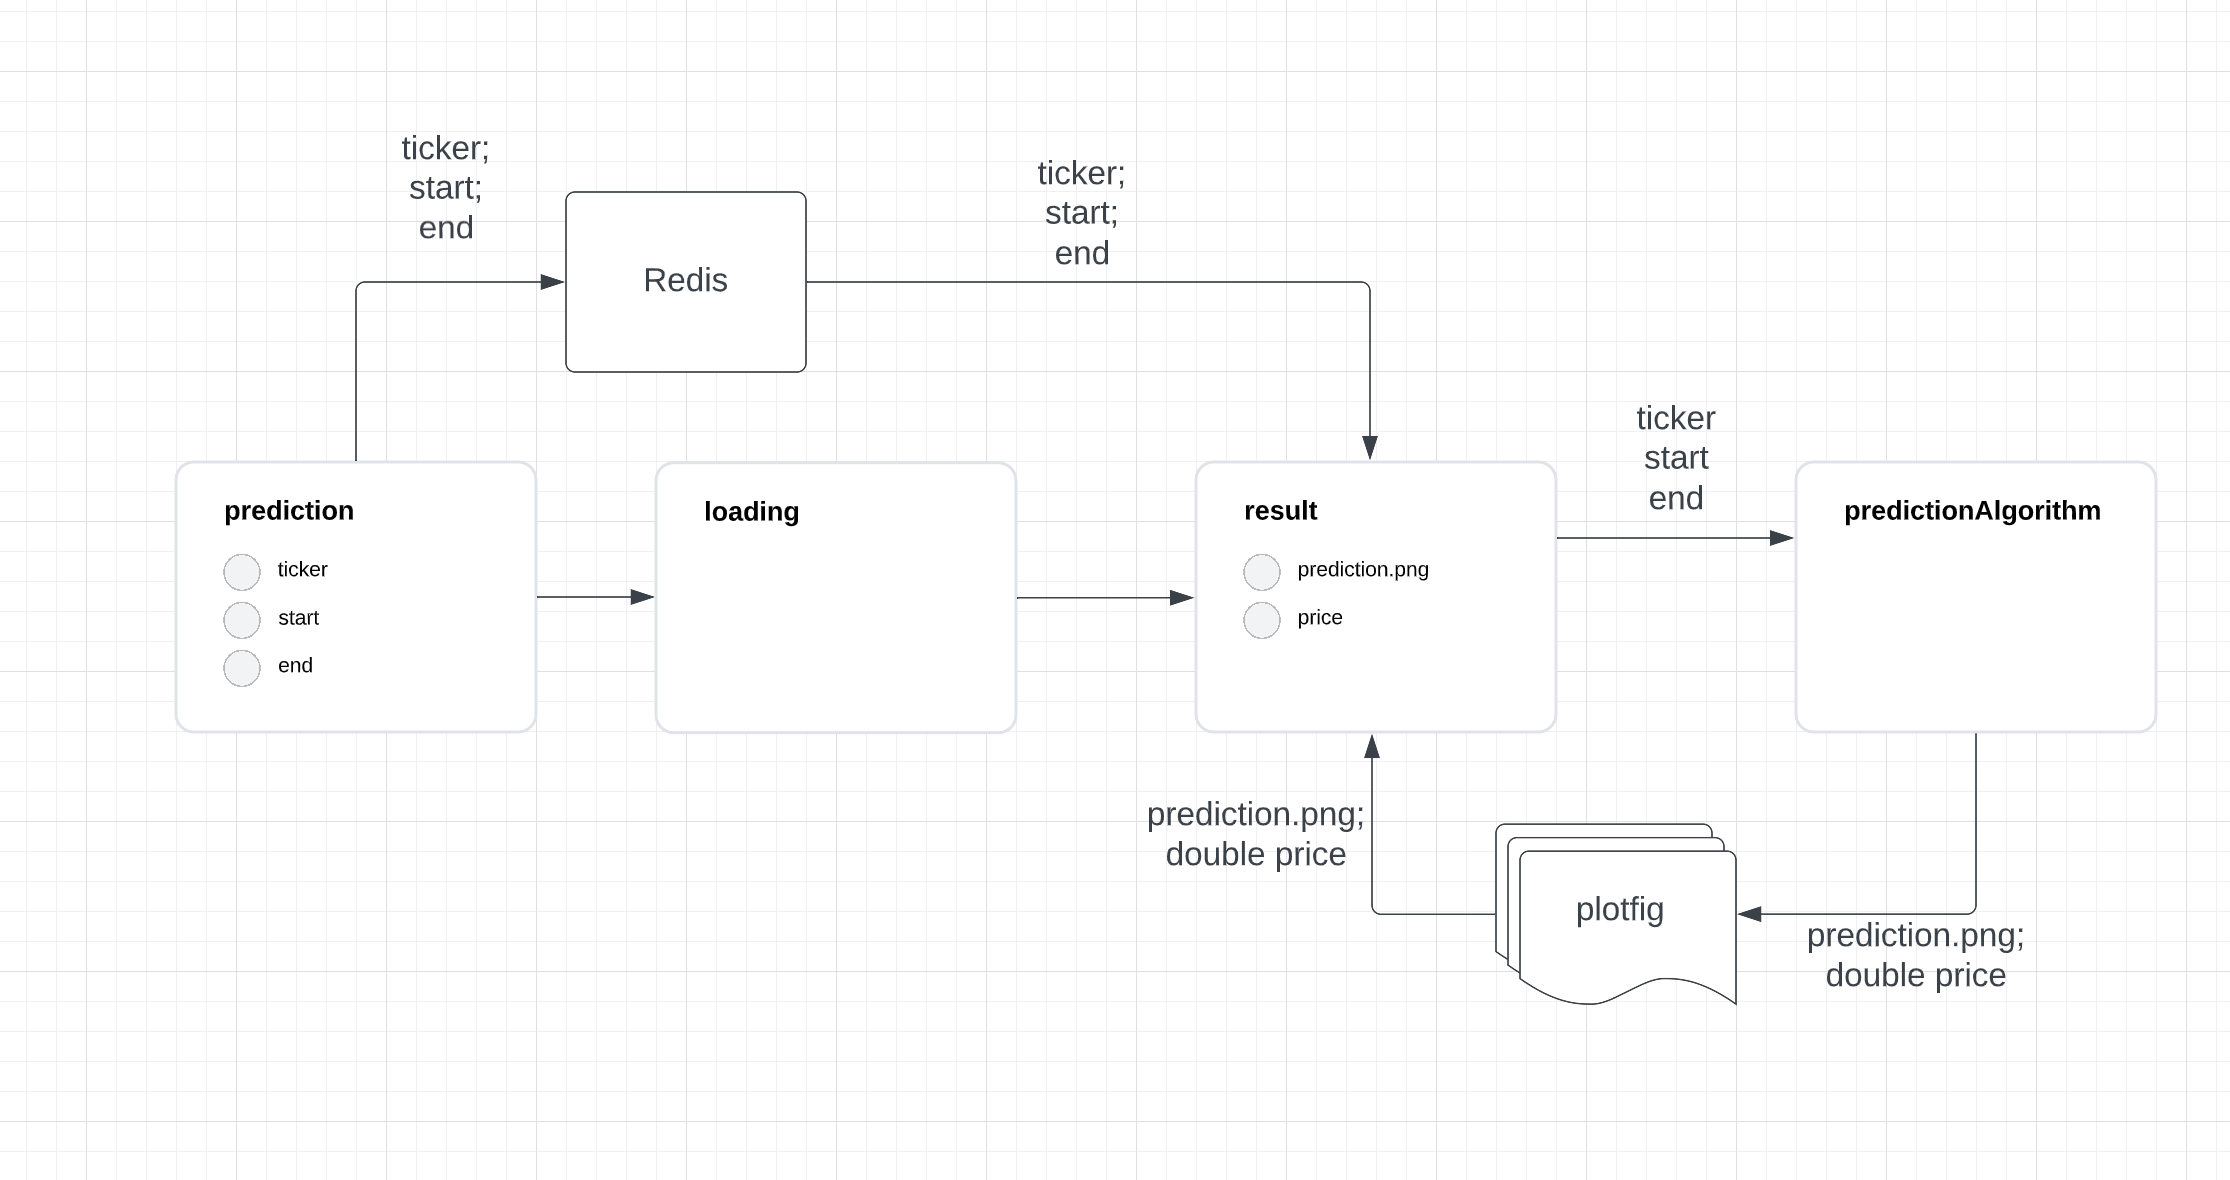 ticker;
start;
end
ticker;
start;
end
Redis
ticker
start
end
prediction
ticker
start
end
loading
result
prediction.png
price
predictionAlgorithm
prediction.png;
double price
plotfig
prediction.png;
double price